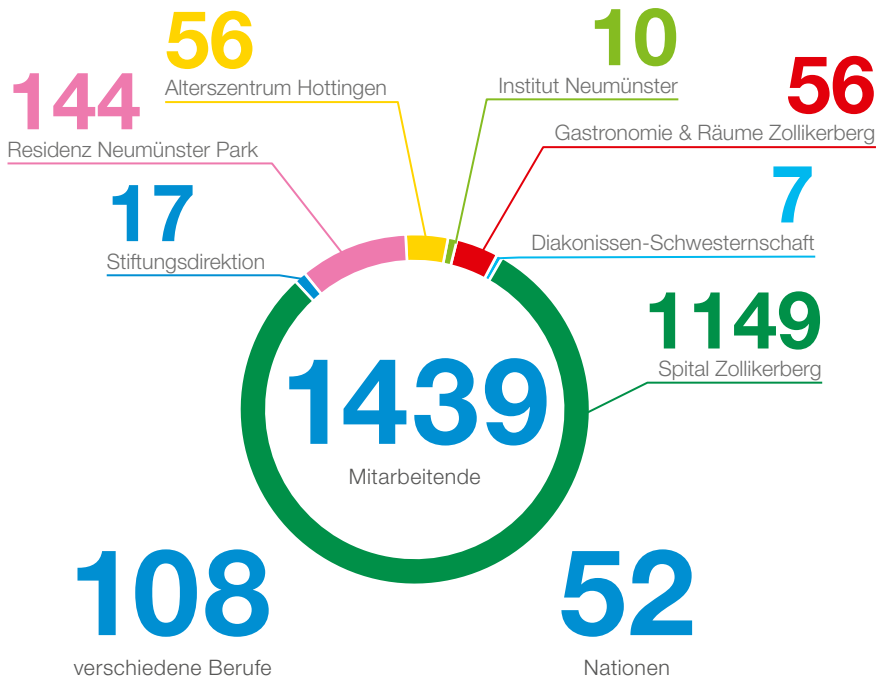 56
Alterszentrum Hottingen
10
Institut Neumünster
144
Residenz Neumünster Park
56
Gastronomie & Räume Zollikerberg
17
Stiftungsdirektion
7
Diakonissen-Schwesternschaft
1149
Spital Zollikerberg
1439
Mitarbeitende
108
verschiedene Berufe
52
Nationen